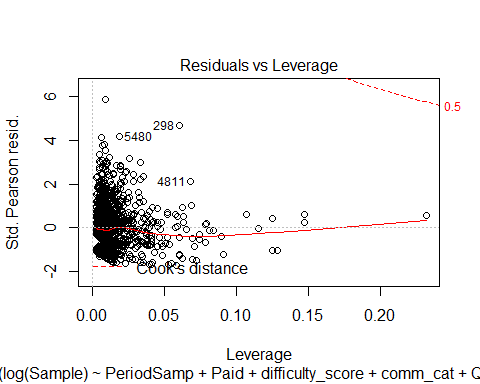 Residuals vs Leverage
Std. Pearson resid.
6
4
2
0
-2
0.5
298
5480
4811
Cook's distance
0.00 0.05 0.10 0.15 0.20
Leverage
(log(Sample) ~ PeriodSamp + Paid + difficulty_score + comm_cat + Q